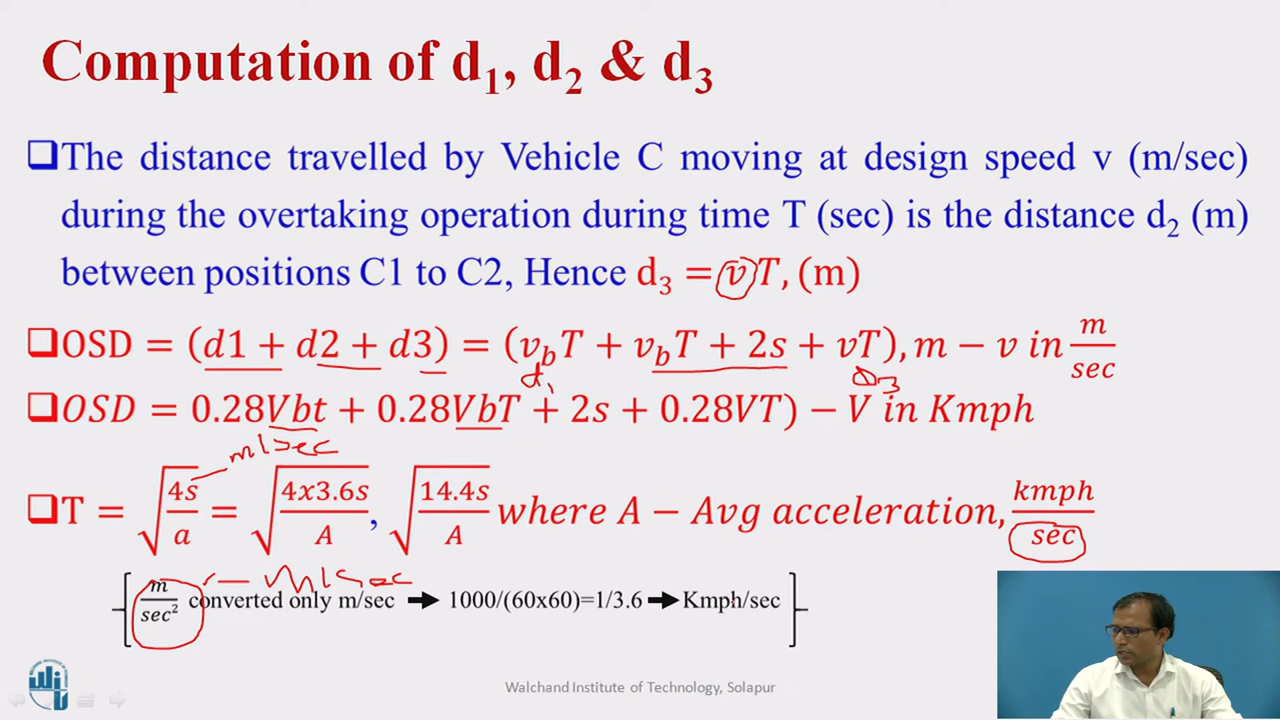 Computation of d₁, d₂ & d₃
❑The distance travelled by Vehicle C moving at design speed v (m/sec)
during the overtaking operation during time T (sec) is the distance d₂ (m)
between positions C1 to C2, Hence d₃ = vT, (m)
❑OSD = (d1 + d2 + d3) = (v_bT + v_bT + 2s + vT), m − v in m/sec
d₁ D₃
❑OSD = 0.28Vbt + 0.28VbT + 2s + 0.28VT) − V in Kmph
m/sec
❑T = √(4s/a) = √(4x3.6s/A), √(14.4s/A) where A − Avg acceleration, kmph/sec
m/sec
[m/sec² converted only m/sec → 1000/(60x60)=1/3.6 → Kmph/sec]
Walchand Institute of Technology, Solapur